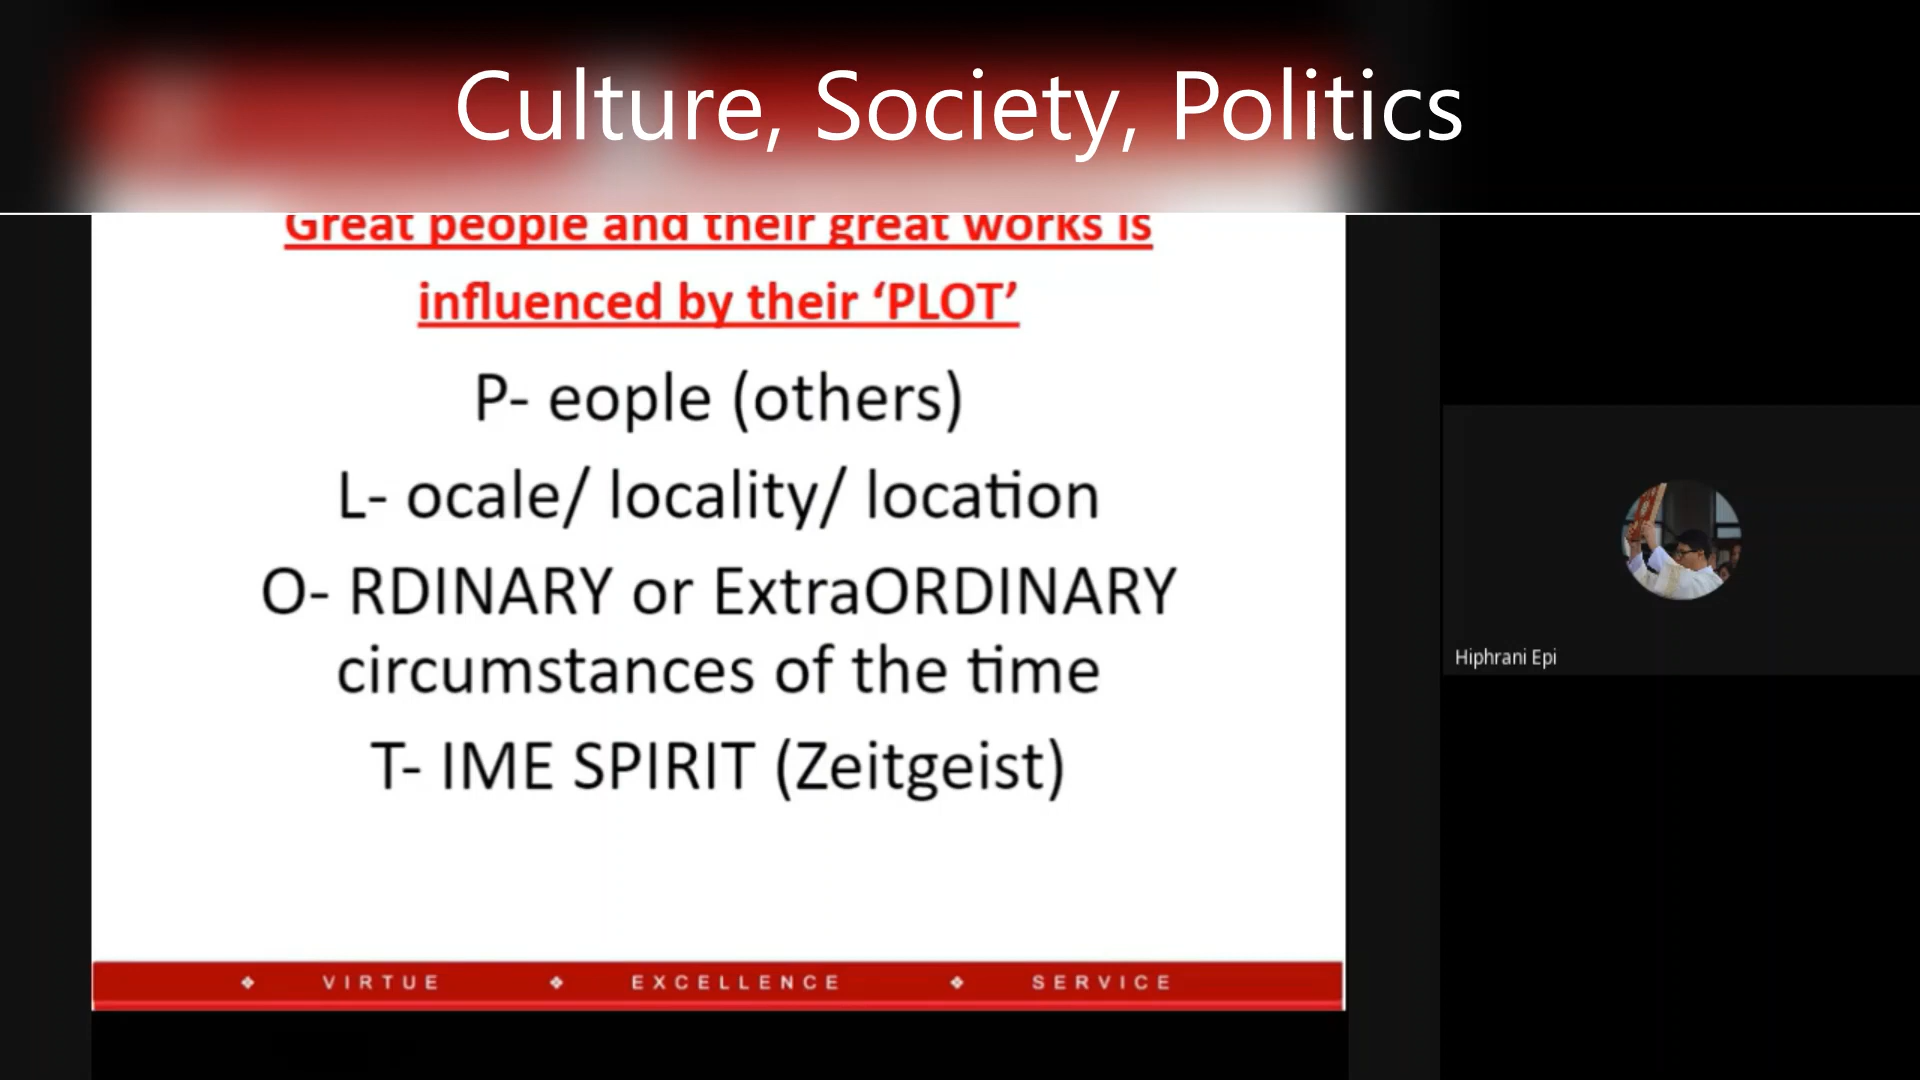 Culture, Society, Politics
Great people and their great works is
influenced by their ‘PLOT’
P- eople (others)
L- ocale/ locality/ location
O- RDINARY or ExtraORDINARY
circumstances of the time
T- IME SPIRIT (Zeitgeist)
Hiphrani Epi
❖ VIRTUE ❖ EXCELLENCE ❖ SERVICE